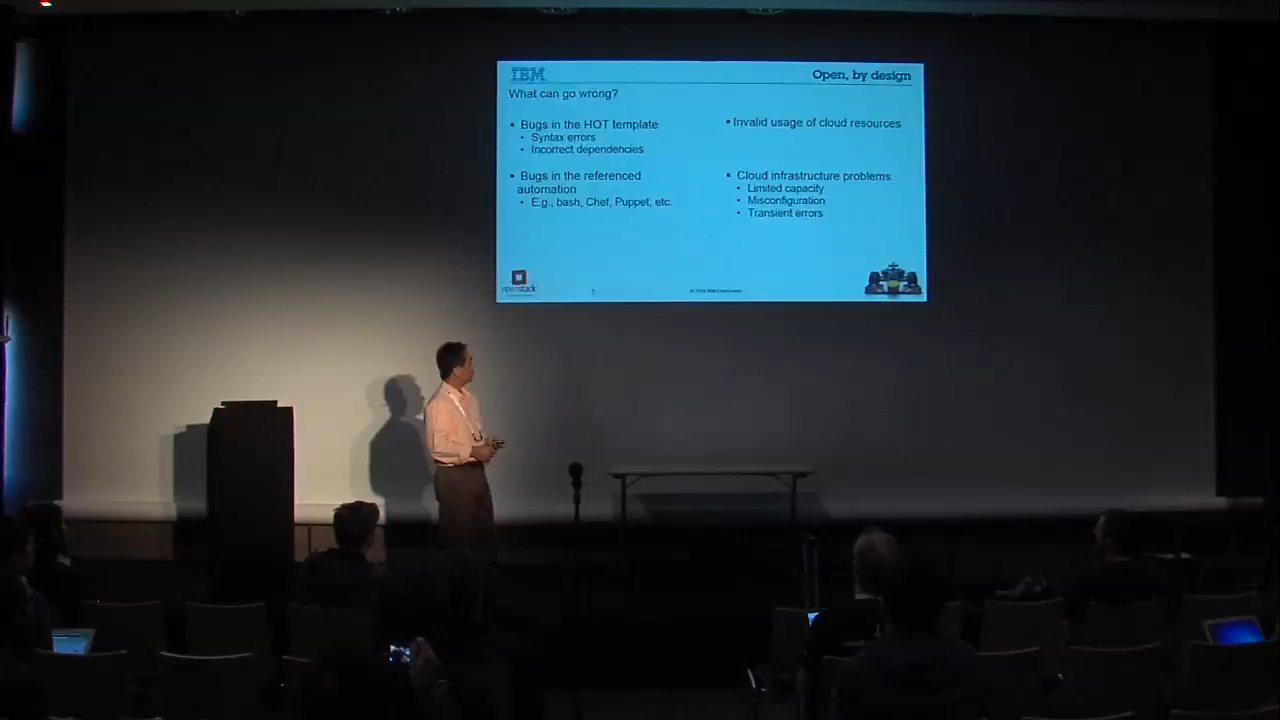 IBM
Open, by design
What can go wrong?
▪ Bugs in the HOT template
• Syntax errors
• Incorrect dependencies
▪ Bugs in the referenced
automation
• E.g., bash, Chef, Puppet, etc.
▪ Invalid usage of cloud resources
▪ Cloud infrastructure problems
• Limited capacity
• Misconfiguration
• Transient errors
openstack